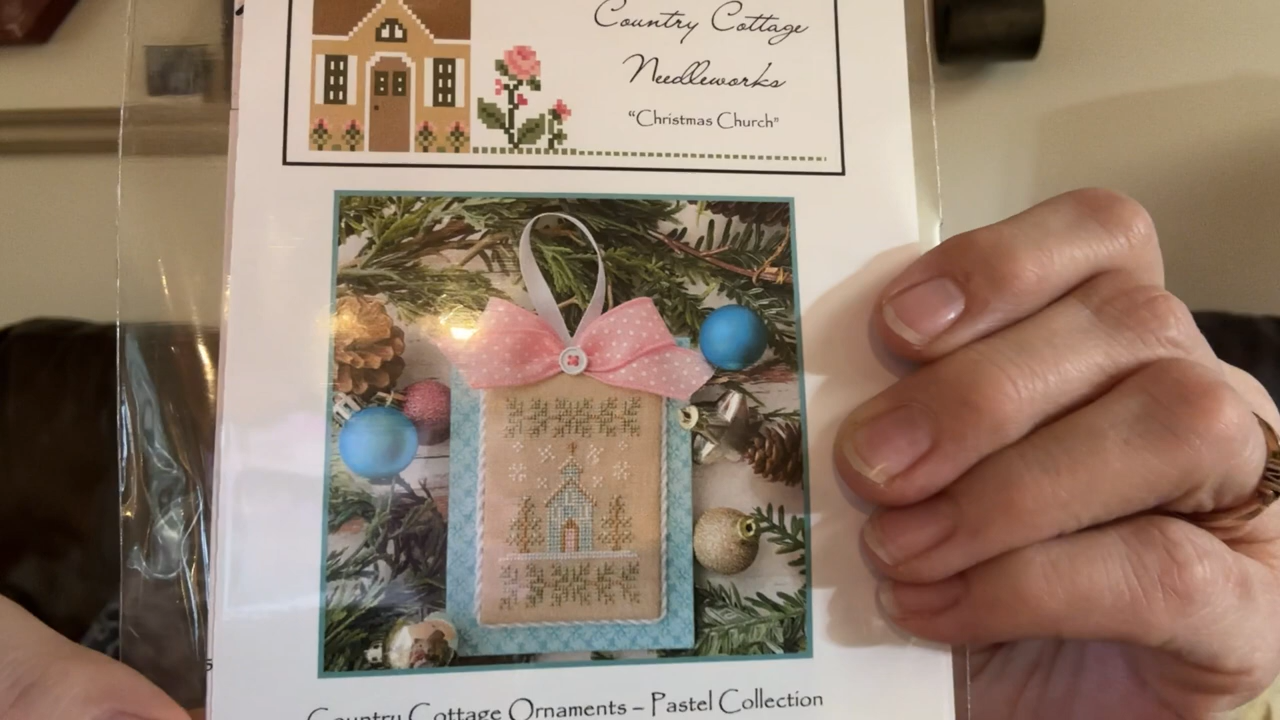 Country Cottage
Needleworks
"Christmas Church"
Country Cottage Ornaments – Pastel Collection